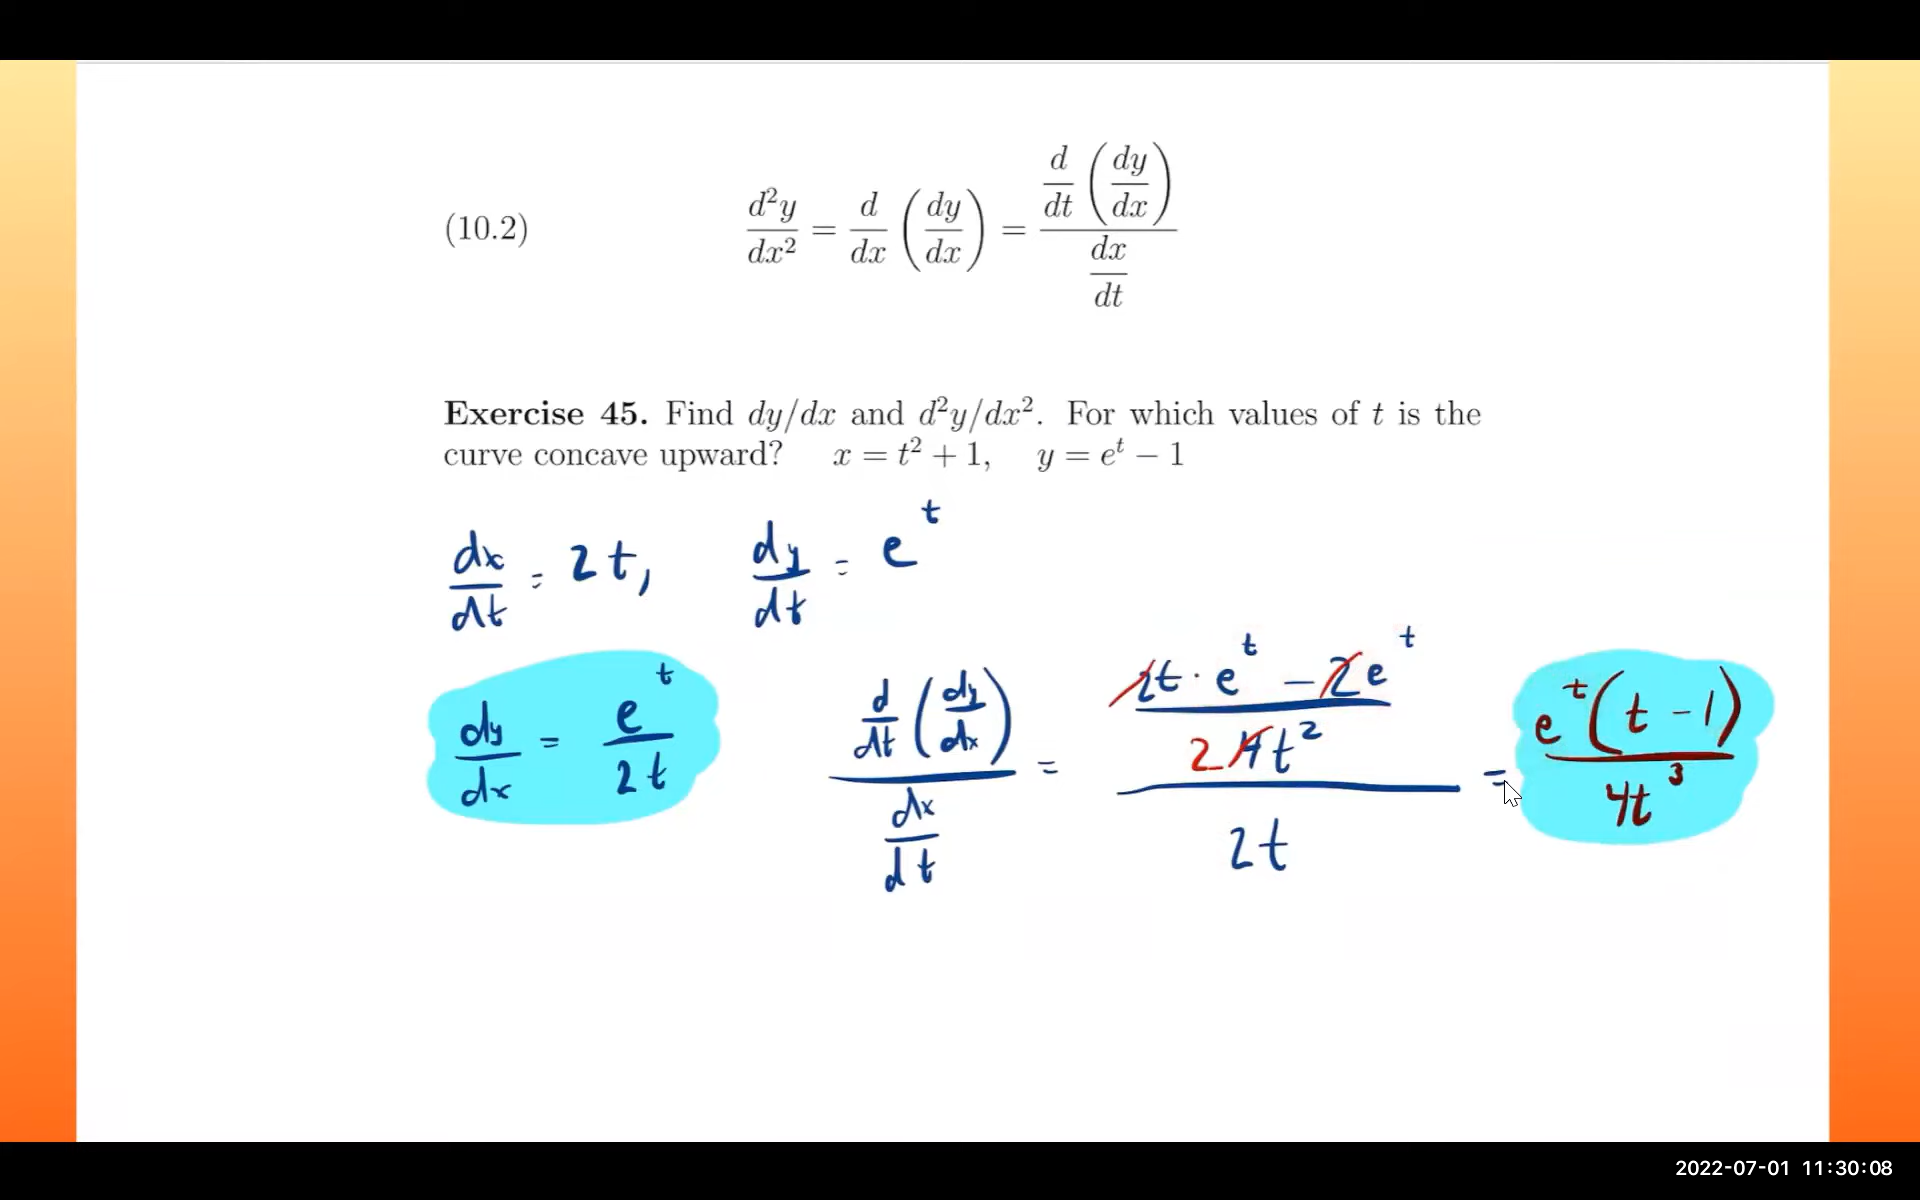 (10.2) d²y/dx² = d/dx (dy/dx) = (d/dt (dy/dx))/(dx/dt)
Exercise 45. Find dy/dx and d²y/dx². For which values of t is the
curve concave upward? x = t² + 1, y = eᵗ − 1
dx/dt = 2t, dy/dt = eᵗ
dy/dx = eᵗ/2t
(d/dt (dy/dx))/(dx/dt) = ((2t · eᵗ − 2eᵗ)/(2 4t²))/(2t) = eᵗ(t − 1)/4t³
2022-07-01 11:30:08